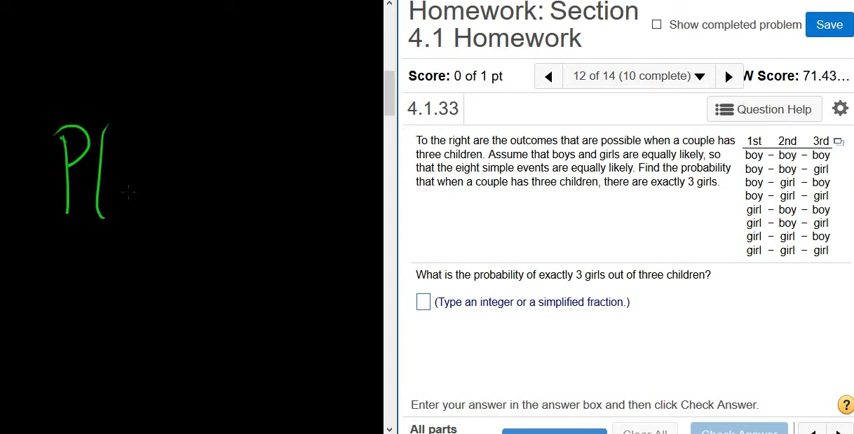 P(
Homework: Section
4.1 Homework
Show completed problem
Save
Score: 0 of 1 pt
12 of 14 (10 complete)
W Score: 71.43…
4.1.33
Question Help
To the right are the outcomes that are possible when a couple has
three children. Assume that boys and girls are equally likely, so
that the eight simple events are equally likely. Find the probability
that when a couple has three children, there are exactly 3 girls.
1st 2nd 3rd
boy – boy – boy
boy – boy – girl
boy – girl – boy
boy – girl – girl
girl – boy – boy
girl – boy – girl
girl – girl – boy
girl – girl – girl
What is the probability of exactly 3 girls out of three children?
(Type an integer or a simplified fraction.)
Enter your answer in the answer box and then click Check Answer.
?
All parts
Clear All
Check Answer